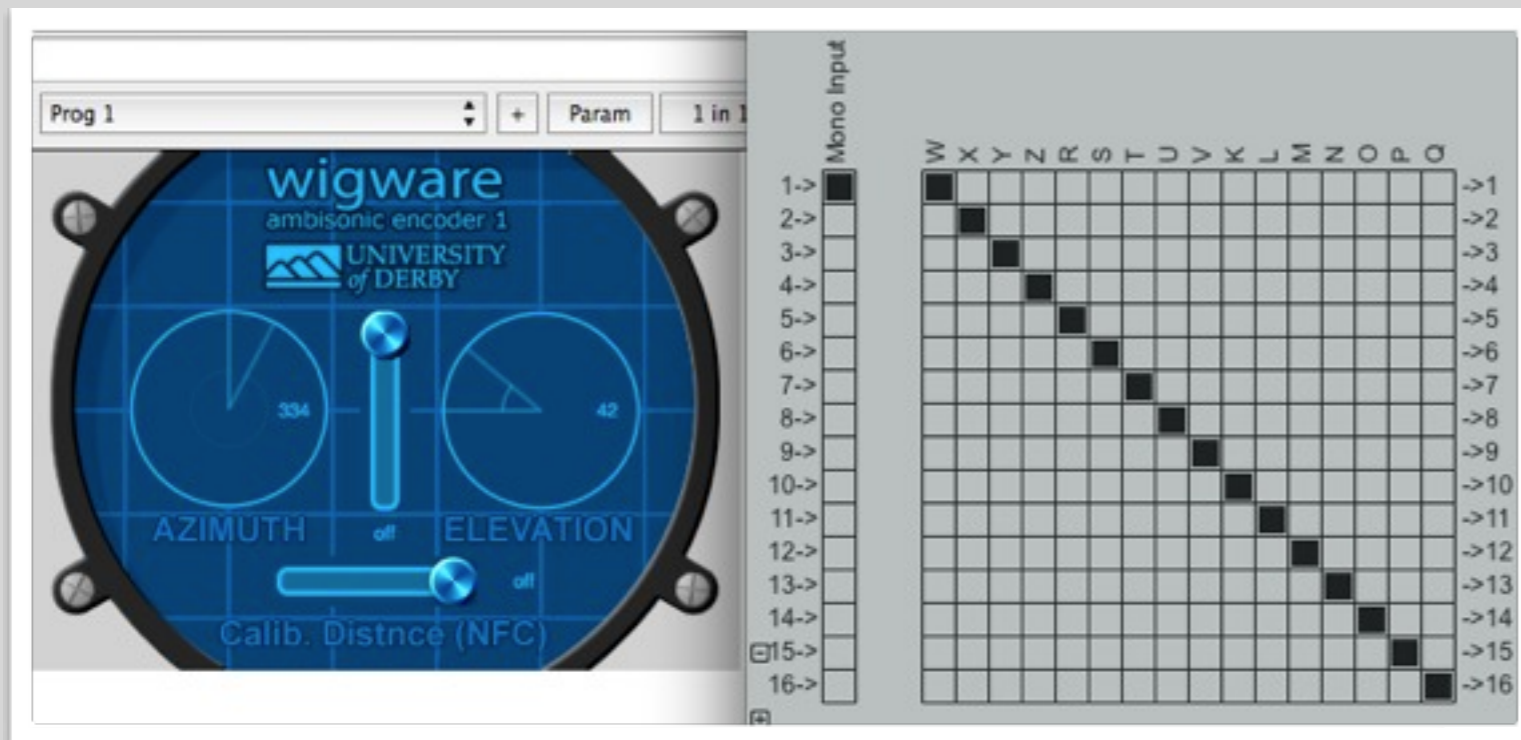 Prog 1
+
Param
1 in 1
wigware
ambisonic encoder 1
UNIVERSITY
of DERBY
334
42
AZIMUTH
off
ELEVATION
off
Calib. Distnce (NFC)
Mono Input
W X Y Z R S T U V K L M N O P Q
1-> ->1
2-> ->2
3-> ->3
4-> ->4
5-> ->5
6-> ->6
7-> ->7
8-> ->8
9-> ->9
10-> ->10
11-> ->11
12-> ->12
13-> ->13
14-> ->14
15-> ->15
16-> ->16